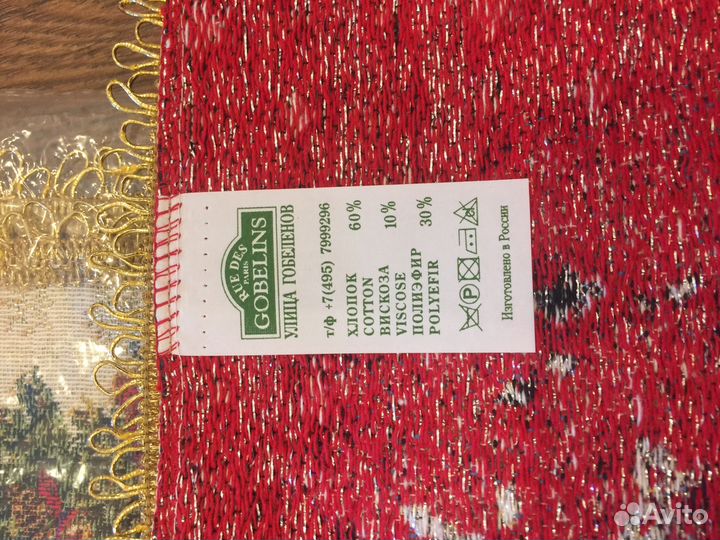 RUE DES
PARIS
GOBELINS
УЛИЦА ГОБЕЛЕНОВ
т/ф +7(495) 7999296
ХЛОПОК 60%
COTTON
ВИСКОЗА 10%
VISCOSE
ПОЛИЭФИР 30%
POLYEFIR
P
Изготовлено в России
Avito